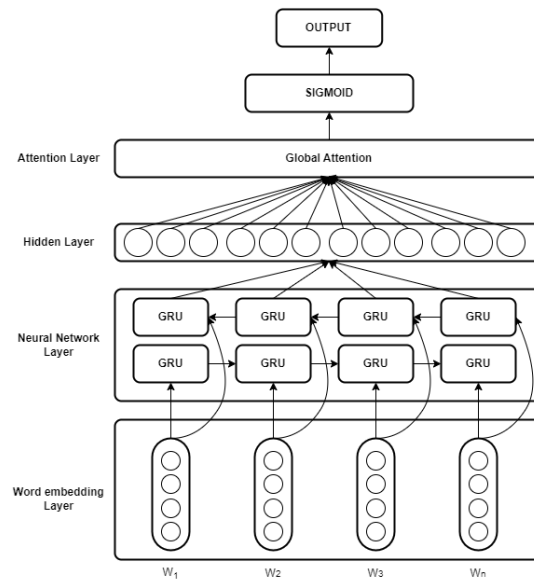 OUTPUT
SIGMOID
Attention Layer
Global Attention
Hidden Layer
Neural Network
Layer
GRU GRU GRU GRU
GRU GRU GRU GRU
Word embedding
Layer
W1 W2 W3 Wn